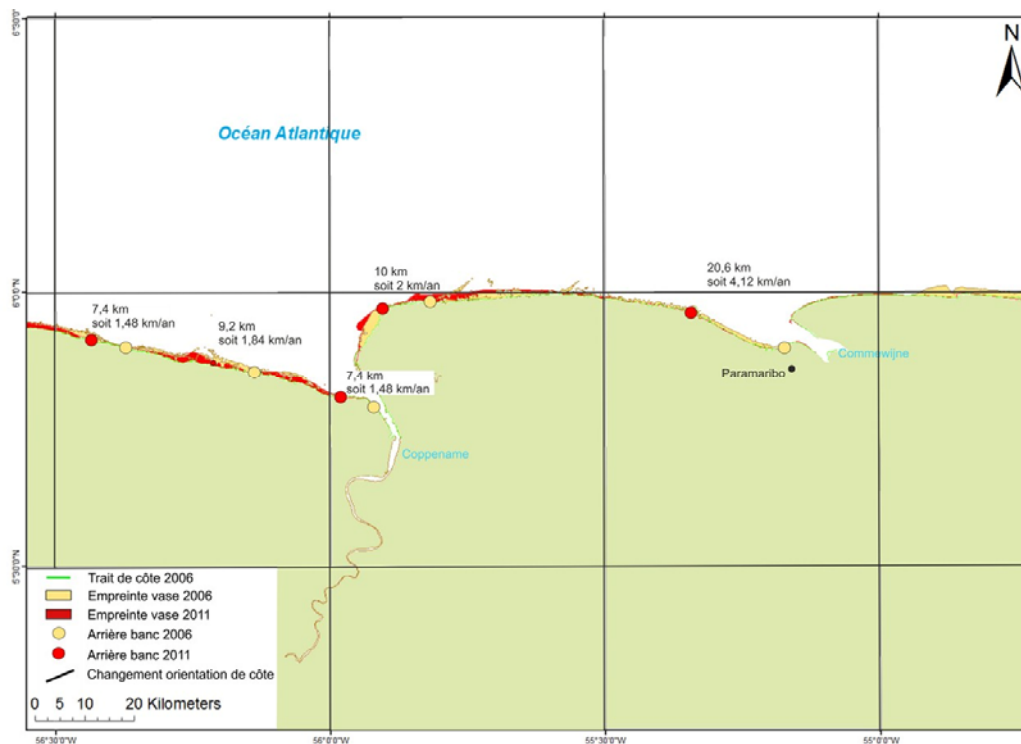 6°30'0"
N
Océan Atlantique
20,6 km
soit 4,12 km/an
10 km
soit 2 km/an
6°0'0"N
7,4 km
soit 1,48 km/an
9,2 km
soit 1,84 km/an
7,4 km
soit 1,48 km/an
Commewijne
Paramaribo
Coppename
5°30'0"N
Trait de côte 2006
Empreinte vase 2006
Empreinte vase 2011
Arrière banc 2006
Arrière banc 2011
Changement orientation de côte
0 5 10 20 Kilometers
56°30'0"W
56°0'0"W
55°30'0"W
55°0'0"W